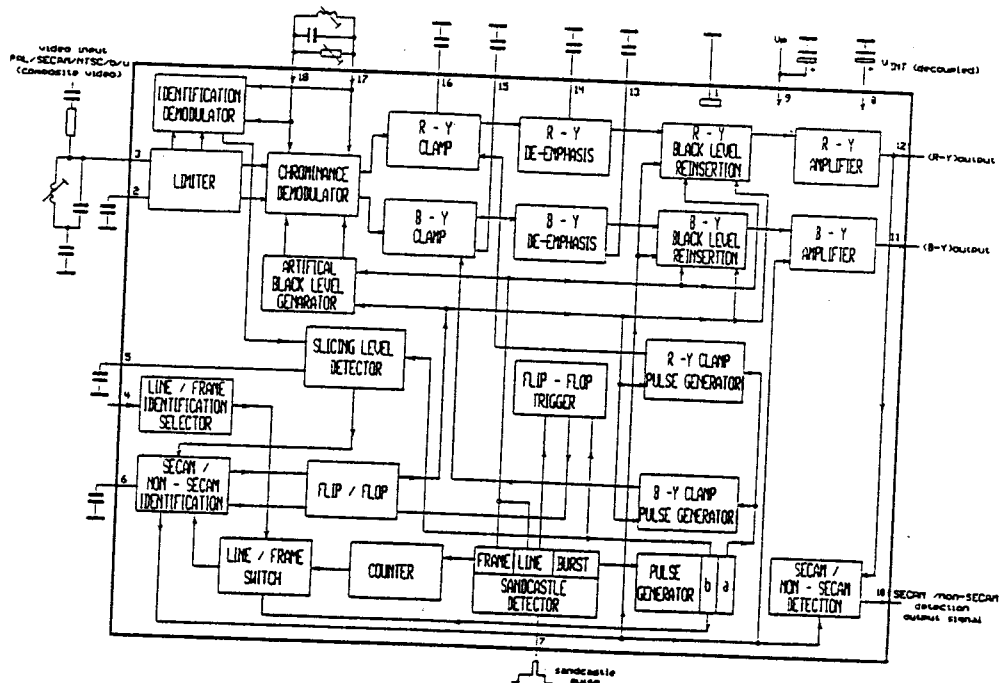 video input
PAL/SECAM/NTSC/b/w
(composite video)
18
17
16
15
14
13
1
9
8
Vp
VINT (decoupled)
IDENTIFICATION
DEMODULATOR
R - Y
CLAMP
R - Y
DE-EMPHASIS
R - Y
BLACK LEVEL
REINSERTION
R - Y
AMPLIFIER
12
(R-Y)output
3
LIMITER
2
CHROMINANCE
DEMODULATOR
B - Y
CLAMP
B - Y
DE-EMPHASIS
B - Y
BLACK LEVEL
REINSERTION
B - Y
AMPLIFIER
11
(B-Y)output
ARTIFICAL
BLACK LEVEL
GENARATOR
5
SLICING LEVEL
DETECTOR
R -Y CLAMP
PULSE GENERATOR
4
LINE / FRAME
IDENTIFICATION
SELECTOR
FLIP - FLOP
TRIGGER
6
SECAM /
NON - SECAM
IDENTIFICATION
FLIP / FLOP
B -Y CLAMP
PULSE GENERATOR
LINE / FRAME
SWITCH
COUNTER
FRAME
LINE
BURST
SANDCASTLE
DETECTOR
PULSE
GENERATOR
b
a
SECAM /
NON - SECAM
DETECTION
10
SECAM /non-SECAM
detection
output signal
7
sandcastle
pulse